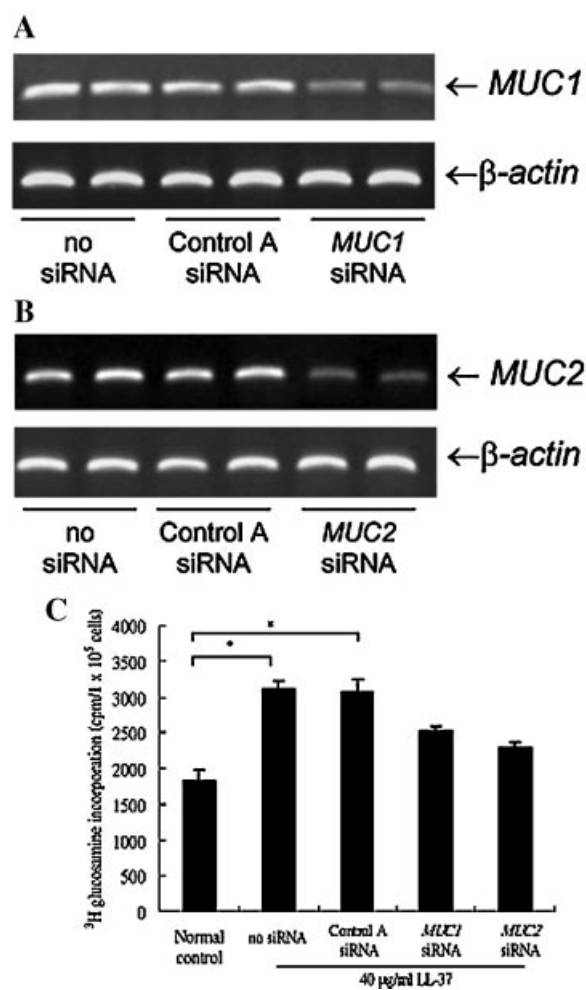 A
← MUC1
←β-actin
no siRNA
Control A siRNA
MUC1 siRNA
B
← MUC2
←β-actin
no siRNA
Control A siRNA
MUC2 siRNA
C
³H glucosamine incorporation (cpm/1 x 10⁵ cells)
4000
3500
3000
2500
2000
1500
1000
500
0
*
*
Normal control
no siRNA
Control A siRNA
MUC1 siRNA
MUC2 siRNA
40 µg/ml LL-37